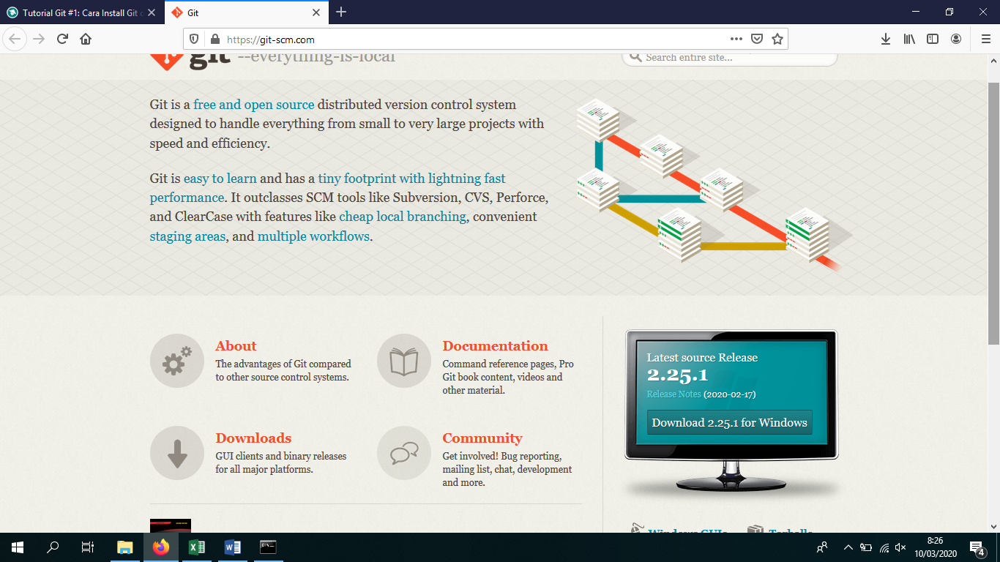 Tutorial Git #1: Cara Install Git
Git
https://git-scm.com
git --everything-is-local
Search entire site...
Git is a free and open source distributed version control system
designed to handle everything from small to very large projects with
speed and efficiency.
Git is easy to learn and has a tiny footprint with lightning fast
performance. It outclasses SCM tools like Subversion, CVS, Perforce,
and ClearCase with features like cheap local branching, convenient
staging areas, and multiple workflows.
About
The advantages of Git compared
to other source control systems.
Documentation
Command reference pages, Pro
Git book content, videos and
other material.
Downloads
GUI clients and binary releases
for all major platforms.
Community
Get involved! Bug reporting,
mailing list, chat, development
and more.
Latest source Release
2.25.1
Release Notes (2020-02-17)
Download 2.25.1 for Windows
Windows GUIs
Tarballs
8:26
10/03/2020
4